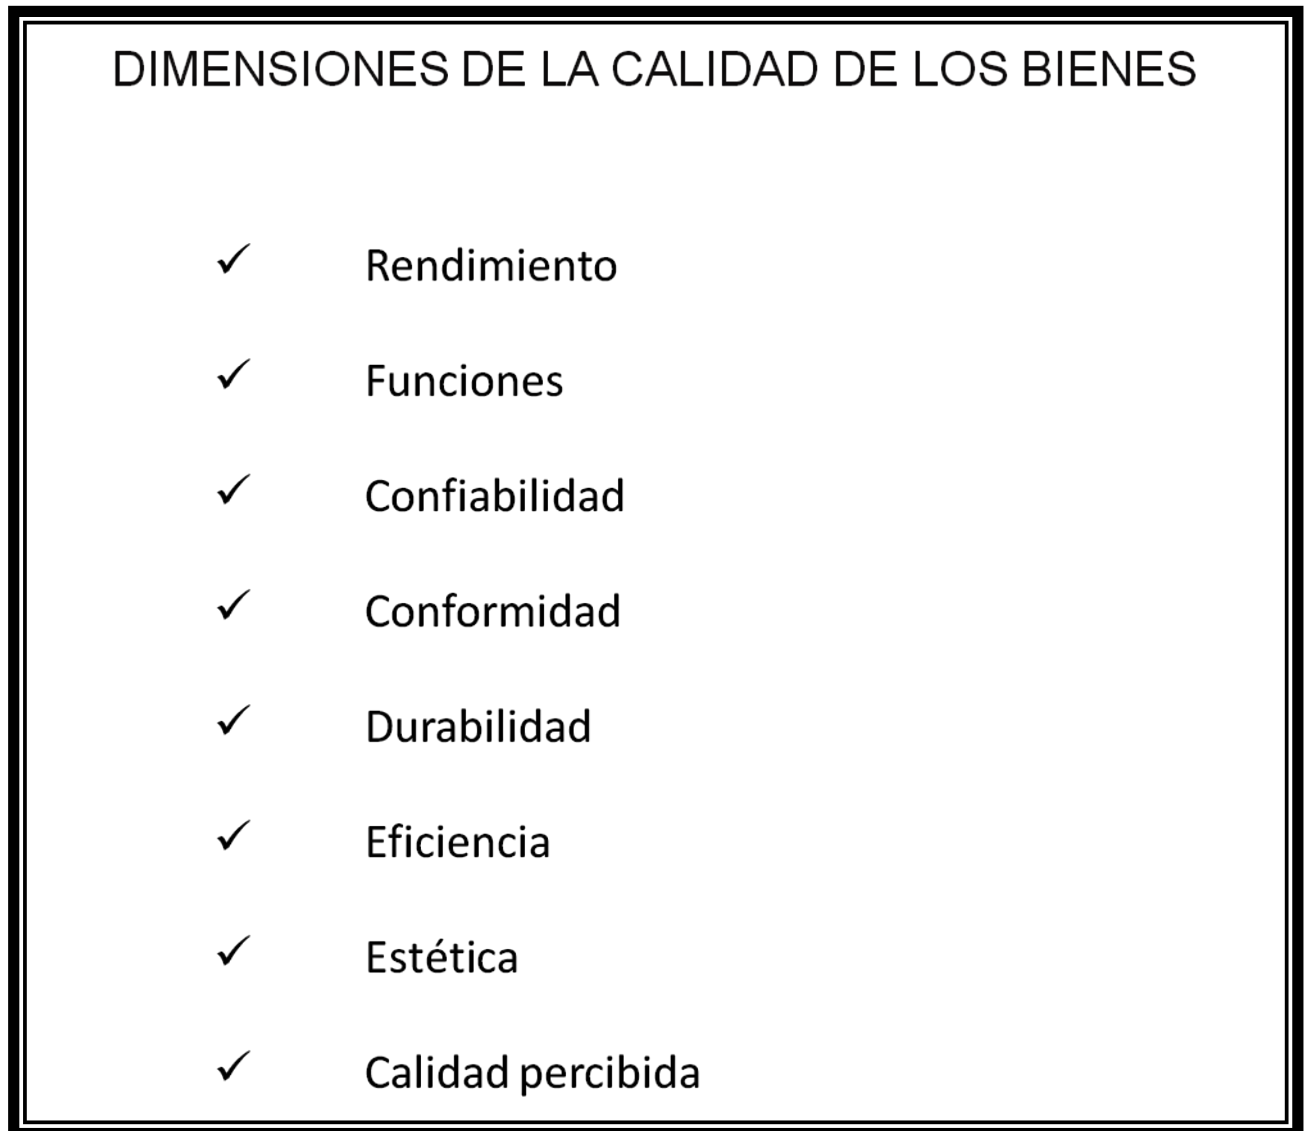 DIMENSIONES DE LA CALIDAD DE LOS BIENES
✓ Rendimiento
✓ Funciones
✓ Confiabilidad
✓ Conformidad
✓ Durabilidad
✓ Eficiencia
✓ Estética
✓ Calidad percibida